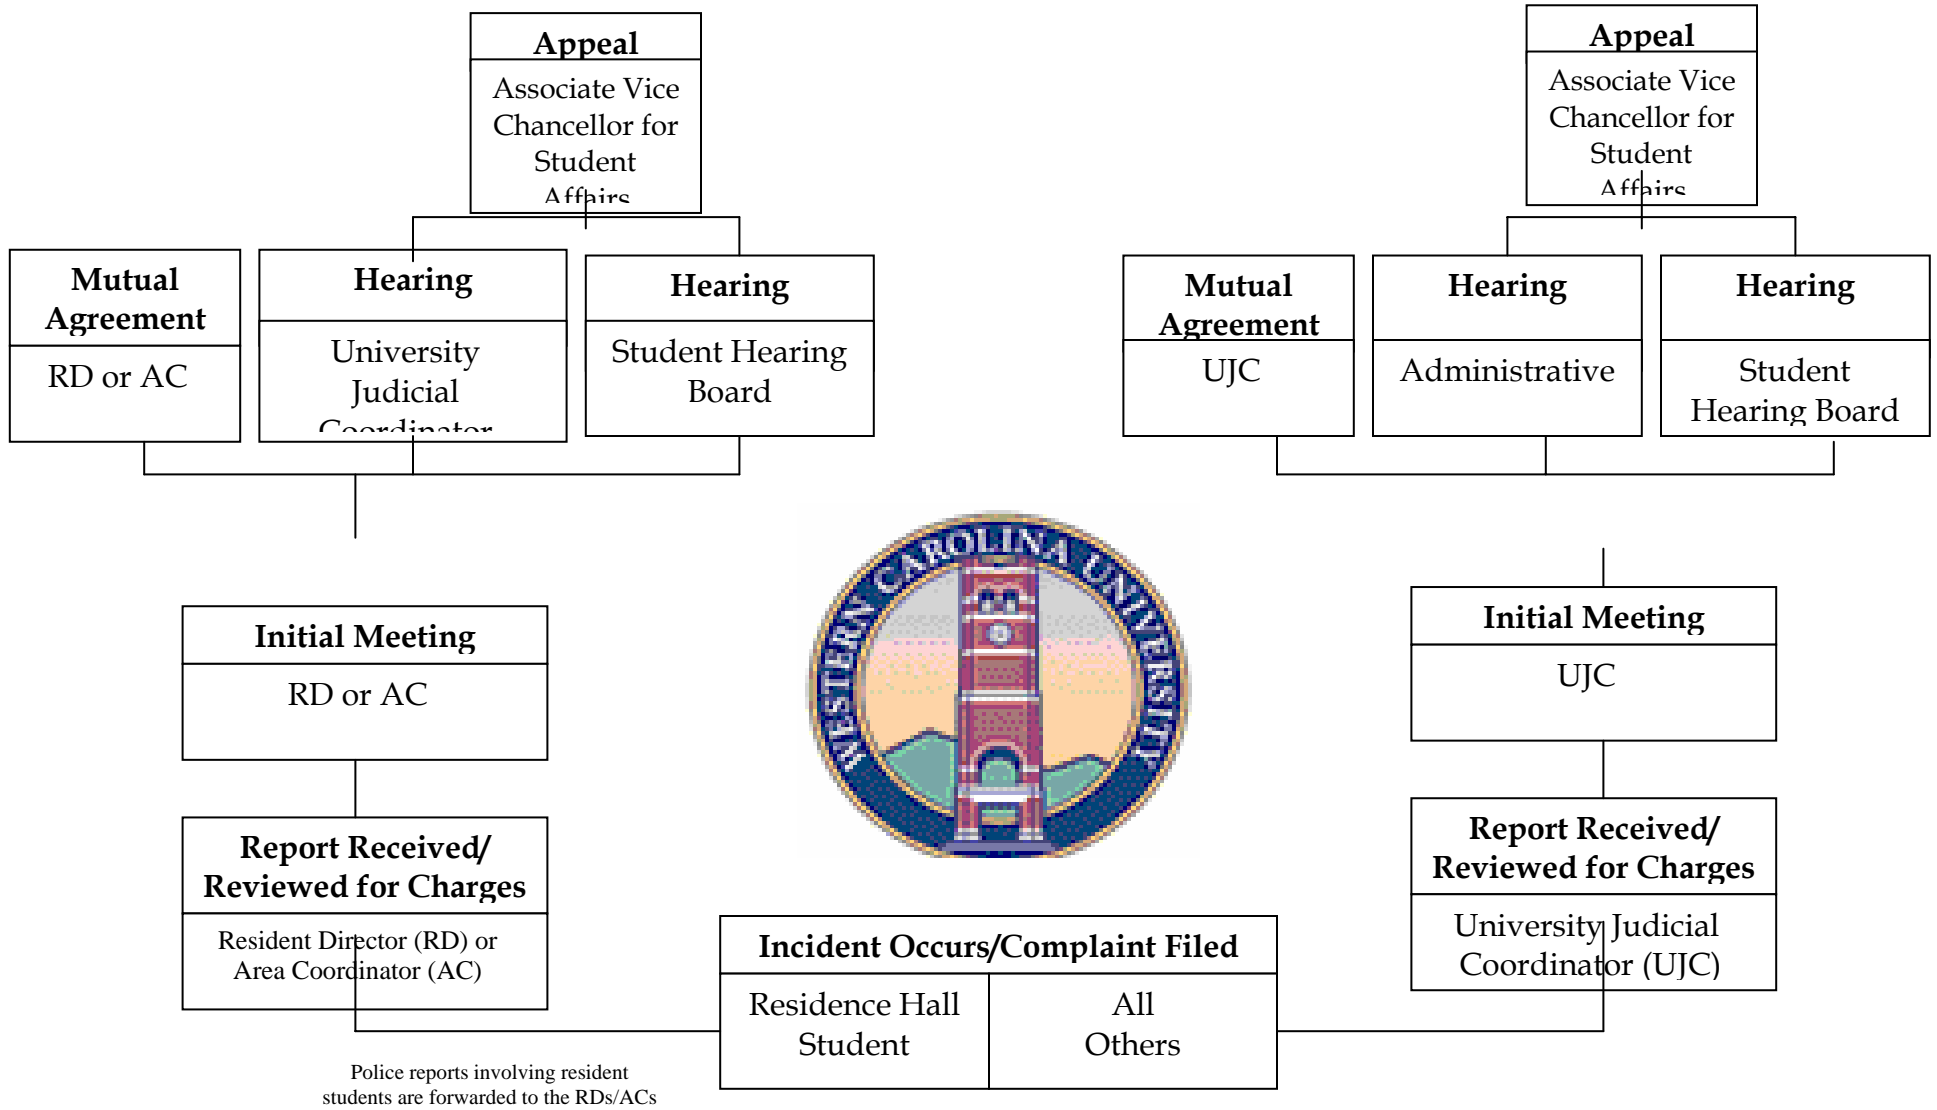 Appeal
Associate Vice
Chancellor for
Student
Affairs
Appeal
Associate Vice
Chancellor for
Student
Affairs
Mutual
Agreement
RD or AC
Hearing
University
Judicial
Coordinator
Hearing
Student Hearing
Board
Mutual
Agreement
UJC
Hearing
Administrative
Hearing
Student
Hearing Board
WESTERN CAROLINA UNIVERSITY
Initial Meeting
RD or AC
Initial Meeting
UJC
Report Received/
Reviewed for Charges
Resident Director (RD) or
Area Coordinator (AC)
Report Received/
Reviewed for Charges
University Judicial
Coordinator (UJC)
Incident Occurs/Complaint Filed
Residence Hall
Student
All
Others
Police reports involving resident
students are forwarded to the RDs/ACs